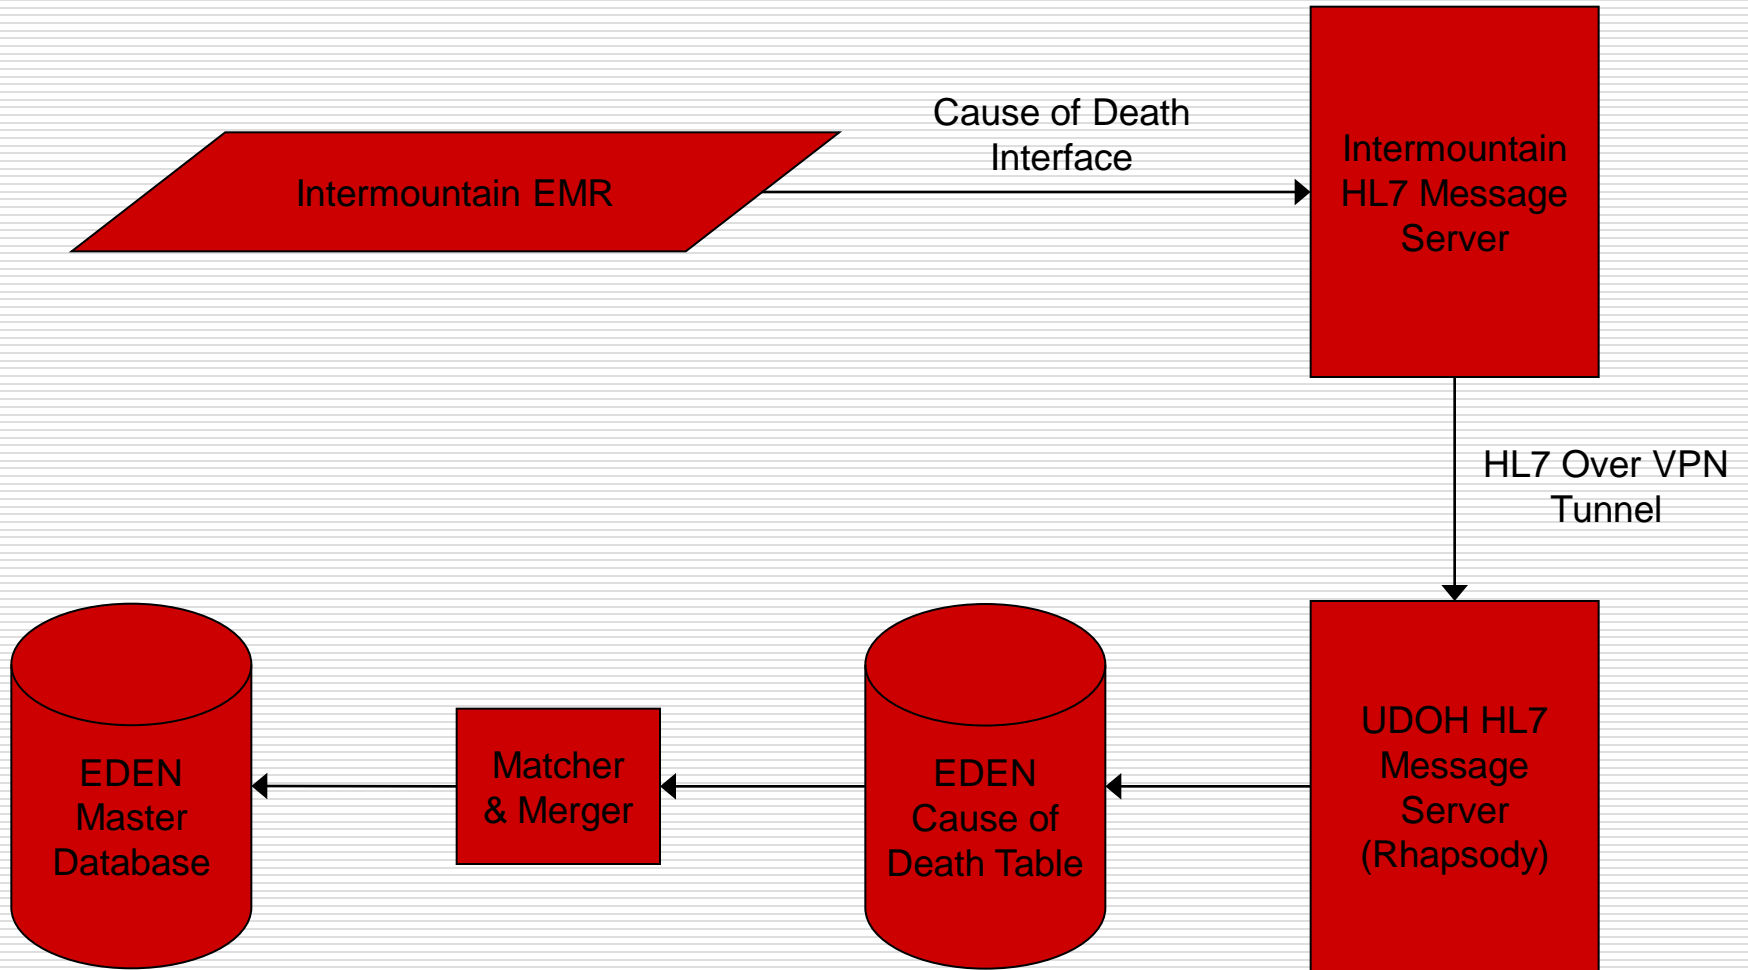 Intermountain EMR
Cause of Death
Interface
Intermountain
HL7 Message
Server
HL7 Over VPN
Tunnel
UDOH HL7
Message
Server
(Rhapsody)
EDEN
Cause of
Death Table
Matcher
& Merger
EDEN
Master
Database